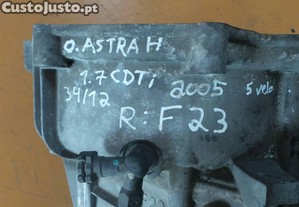 CustoJusto.pt
O. ASTRA H
1.7 CDTi 2005 5 velo.
34/12
R: F23